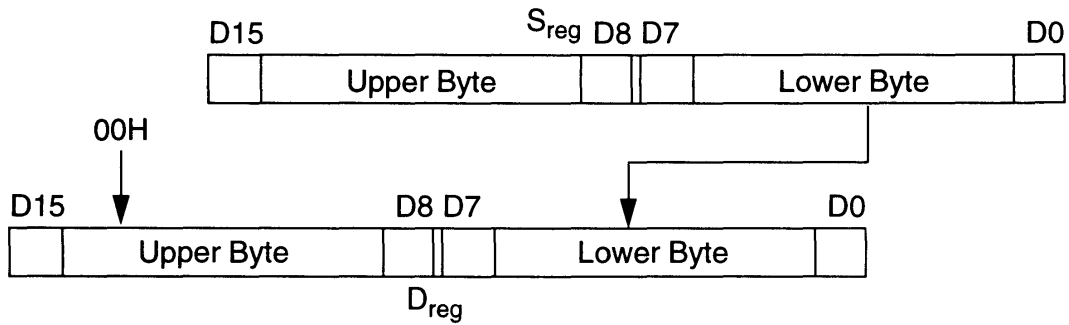 D15 S_reg D8 D7 D0
Upper Byte Lower Byte
00H
D15 D8 D7 D0
Upper Byte Lower Byte
D_reg